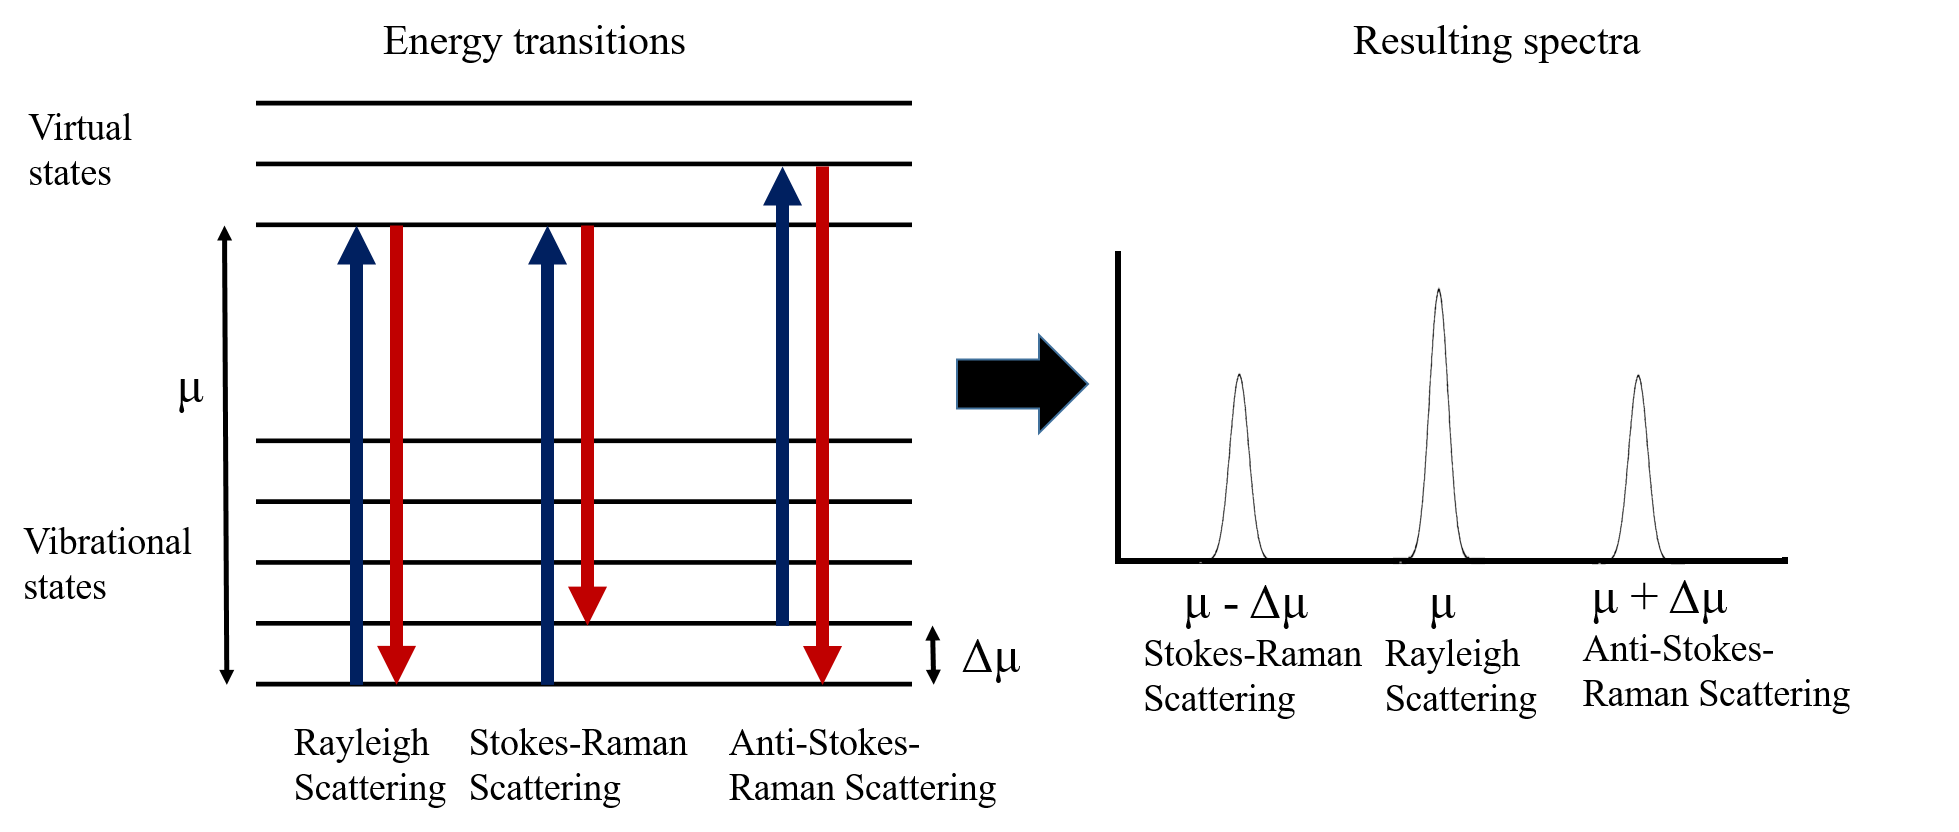 Energy transitions
Resulting spectra
Virtual
states
μ
Vibrational
states
Δμ
Rayleigh
Scattering
Stokes-Raman
Scattering
Anti-Stokes-
Raman Scattering
μ - Δμ
Stokes-Raman
Scattering
μ
Rayleigh
Scattering
μ + Δμ
Anti-Stokes-
Raman Scattering